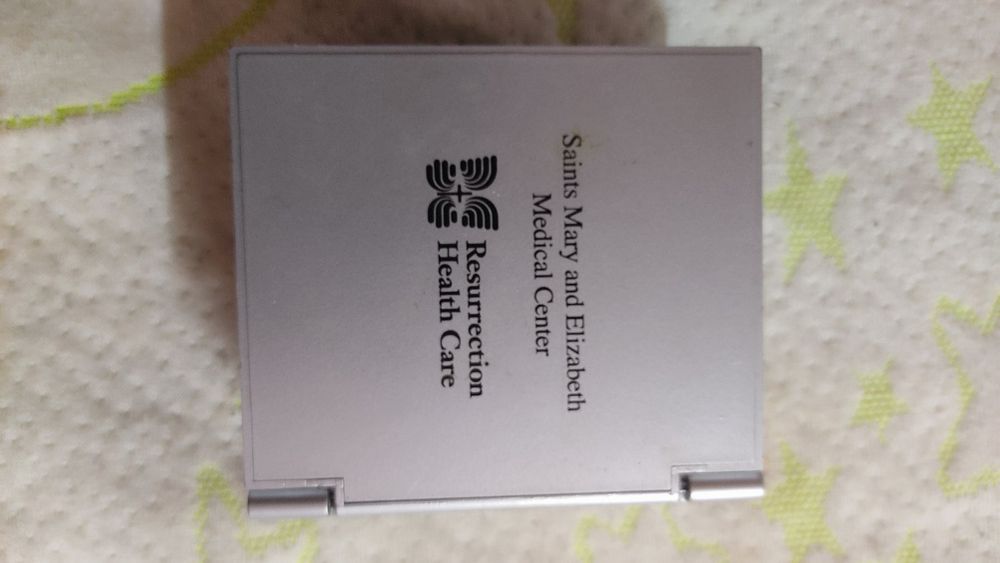 Saints Mary and Elizabeth
Medical Center
Resurrection
Health Care